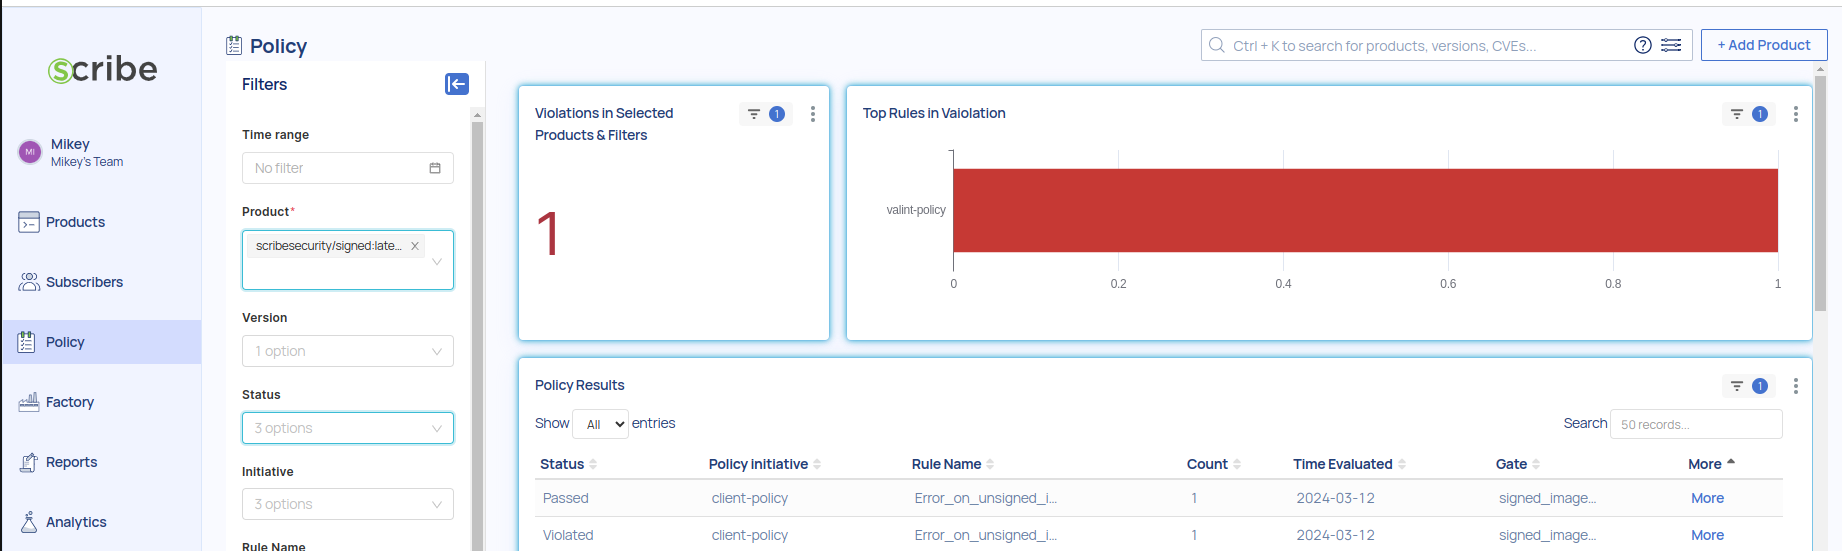 scribe
MI
Mikey
Mikey's Team
Products
Subscribers
Policy
Factory
Reports
Analytics
Policy
Ctrl + K to search for products, versions, CVEs...
?
+ Add Product
Filters
Time range
No filter
Product*
scribesecurity/signed:late... ×
Version
1 option
Status
3 options
Initiative
3 options
Rule Name
Violations in Selected
Products & Filters
1
1
Top Rules in Vaiolation
1
valint-policy
0 0.2 0.4 0.6 0.8 1
Policy Results
1
Show All entries
Search 50 records...
Status Policy initiative Rule Name Count Time Evaluated Gate More
Passed client-policy Error_on_unsigned_i... 1 2024-03-12 signed_image... More
Violated client-policy Error_on_unsigned_i... 1 2024-03-12 signed_image... More